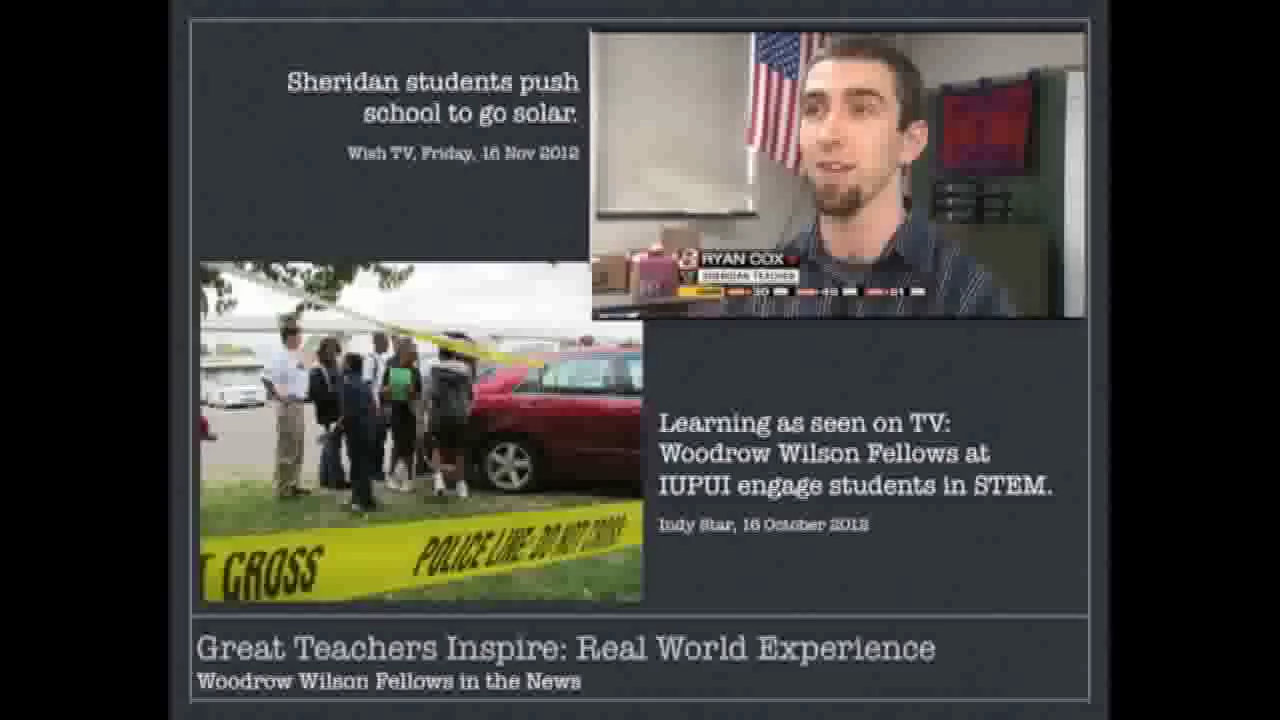 Sheridan students push
school to go solar.
Wish TV, Friday, 16 Nov 2012
8 RYAN COX
SHERIDAN TEACHER
T CROSS
POLICE LINE DO NOT CROSS
Learning as seen on TV:
Woodrow Wilson Fellows at
IUPUI engage students in STEM.
Indy Star, 16 October 2012
Great Teachers Inspire: Real World Experience
Woodrow Wilson Fellows in the News